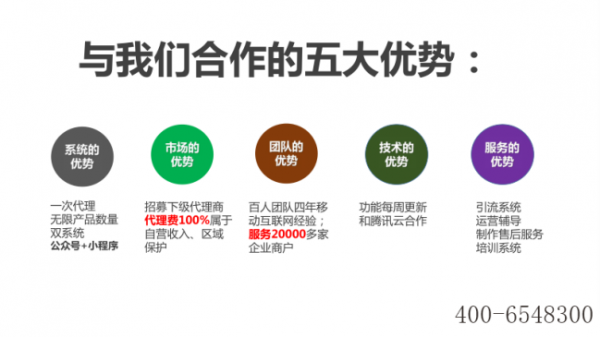 与我们合作的五大优势：
系统的
优势
一次代理
无限产品数量
双系统
公众号+小程序
市场的
优势
招募下级代理商
代理费100%属于
自营收入、区域
保护
团队的
优势
百人团队四年移
动互联网经验；
服务20000多家
企业商户
技术的
优势
功能每周更新
和腾讯云合作
服务的
优势
引流系统
运营辅导
制作售后服务
培训系统
400-6548300